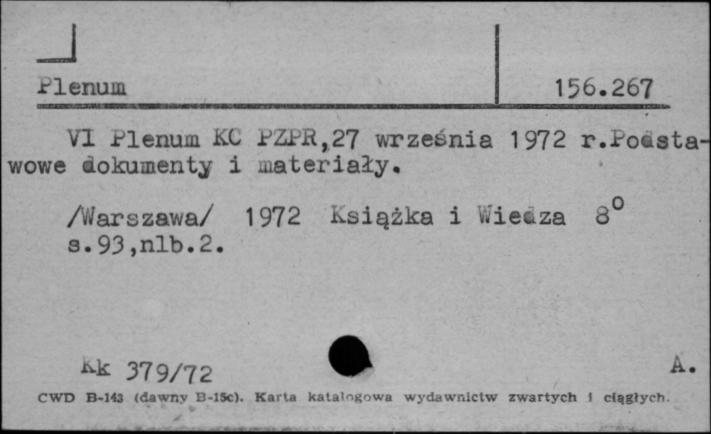 Plenum 156.267
VI Plenum KC PZPR,27 września 1972 r.Podsta-
wowe dokumenty i materiały.
/Warszawa/ 1972 Książka i Wiedza 8°
s.93,nlb.2.
Kk 379/72 A.
CWD B-143 (dawny B-15c). Karta katalogowa wydawnictw zwartych i ciągłych.